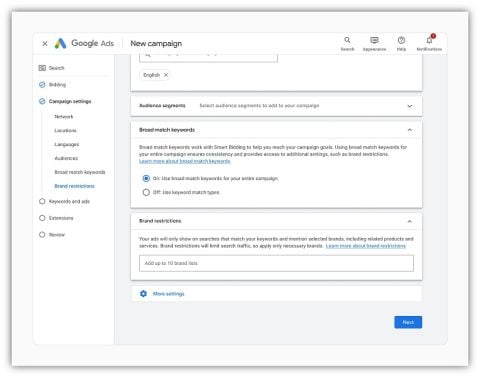 Google Ads
New campaign
Search
Appearance
Help
Notifications
Search
Bidding
Campaign settings
Network
Locations
Languages
Audiences
Broad match keywords
Brand restrictions
Keywords and ads
Extensions
Review
English
Audience segments Select audience segments to add to your campaign
Broad match keywords
Broad match keywords work with Smart Bidding to help you reach your campaign goals. Using broad match keywords for
your entire campaign ensures consistency and provides access to additional settings, such as brand restrictions.
Learn more about broad match keywords
On: Use broad match keywords for your entire campaign
Off: Use keyword match types
Brand restrictions
Your ads will only show on searches that match your keywords and mention selected brands, including related products and
services. Brand restrictions will limit search traffic, so apply only necessary brands. Learn more about brand restrictions
Add up to 10 brand lists
More settings
Next